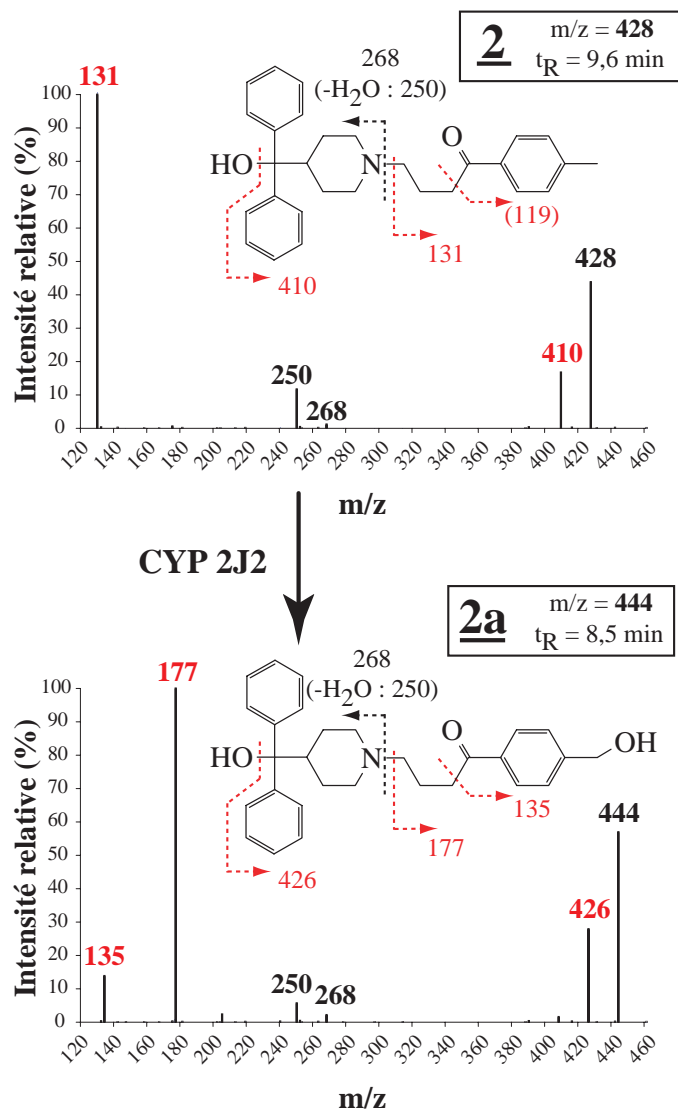 2
m/z = 428
tR = 9,6 min
131
268
(-H2O : 250)
O
HO
N
(119)
131
410
428
410
250
268
Intensité relative (%)
100
90
80
70
60
50
40
30
20
10
0
120 140 160 180 200 220 240 260 280 300 320 340 360 380 400 420 440 460
m/z
CYP 2J2
2a
m/z = 444
tR = 8,5 min
177
268
(-H2O : 250)
O
OH
HO
N
135
177
426
444
426
135
250
268
Intensité relative (%)
100
90
80
70
60
50
40
30
20
10
0
120 140 160 180 200 220 240 260 280 300 320 340 360 380 400 420 440 460
m/z